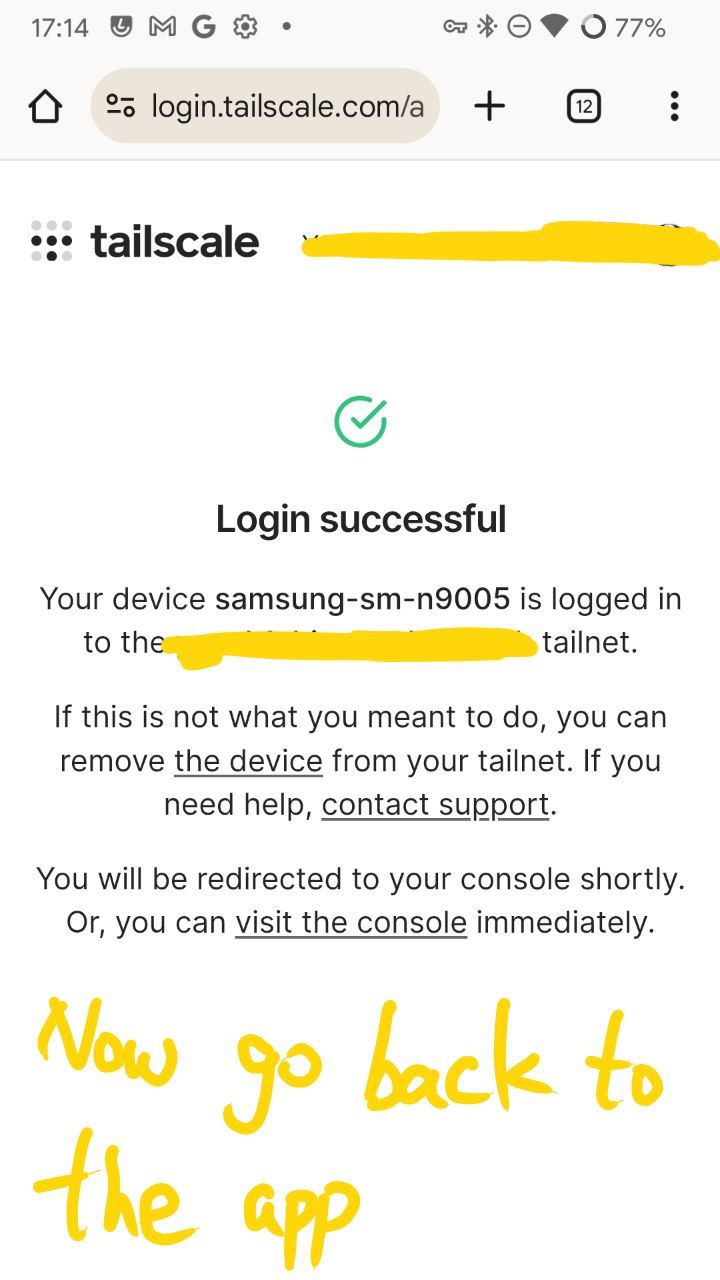 17:14 77%
login.tailscale.com/a 12
tailscale
Login successful
Your device samsung-sm-n9005 is logged in
to the tailnet.
If this is not what you meant to do, you can
remove the device from your tailnet. If you
need help, contact support.
You will be redirected to your console shortly.
Or, you can visit the console immediately.
Now go back to
the app